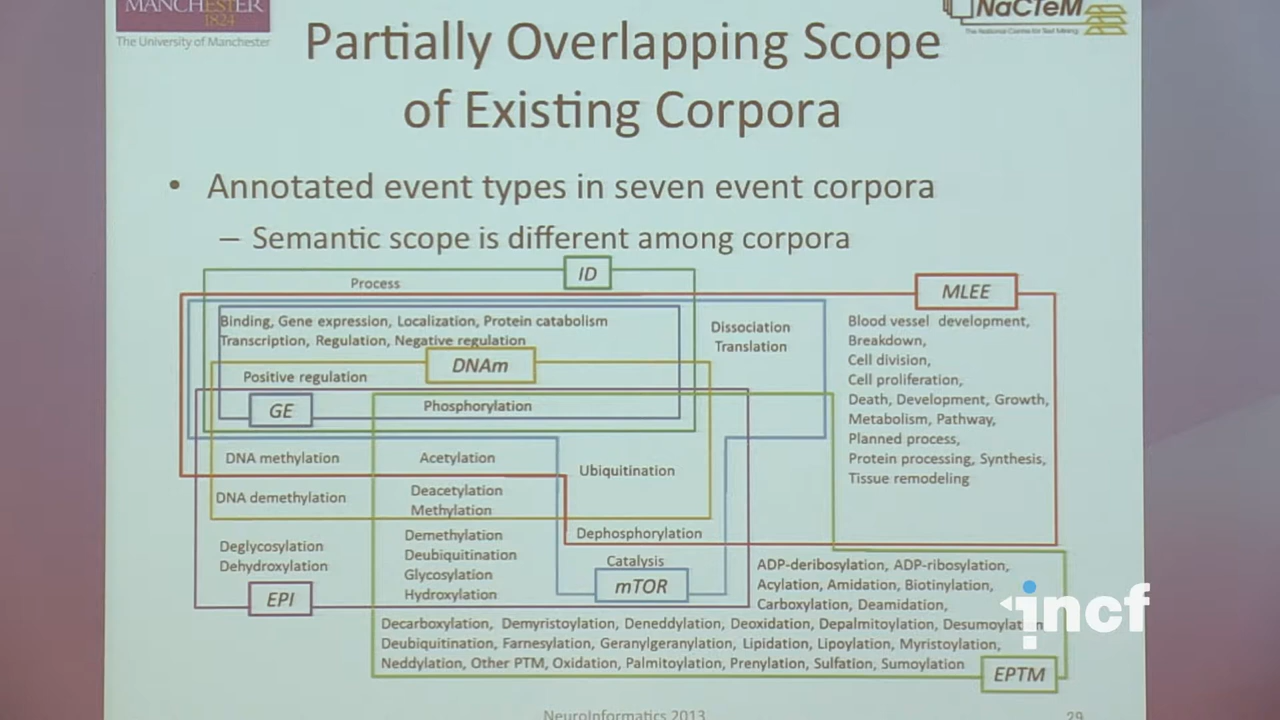 MANCHESTER
1824
The University of Manchester
NaCTeM
The National Centre for Text Mining
Partially Overlapping Scope
of Existing Corpora
• Annotated event types in seven event corpora
– Semantic scope is different among corpora
ID
Process
MLEE
Binding, Gene expression, Localization, Protein catabolism
Transcription, Regulation, Negative regulation
Dissociation
Translation
Blood vessel development,
Breakdown,
Cell division,
Cell proliferation,
Death, Development, Growth,
Metabolism, Pathway,
Planned process,
Protein processing, Synthesis,
Tissue remodeling
DNAm
Positive regulation
GE
Phosphorylation
DNA methylation
Acetylation
Ubiquitination
DNA demethylation
Deacetylation
Methylation
Dephosphorylation
Deglycosylation
Dehydroxylation
Demethylation
Deubiquitination
Glycosylation
Hydroxylation
Catalysis
mTOR
EPI
ADP-deribosylation, ADP-ribosylation,
Acylation, Amidation, Biotinylation,
Carboxylation, Deamidation,
Decarboxylation, Demyristoylation, Deneddylation, Deoxidation, Depalmitoylation, Desumoylation
Deubiquitination, Farnesylation, Geranylgeranylation, Lipidation, Lipoylation, Myristoylation,
Neddylation, Other PTM, Oxidation, Palmitoylation, Prenylation, Sulfation, Sumoylation
EPTM
incf
NeuroInformatics 2013
29